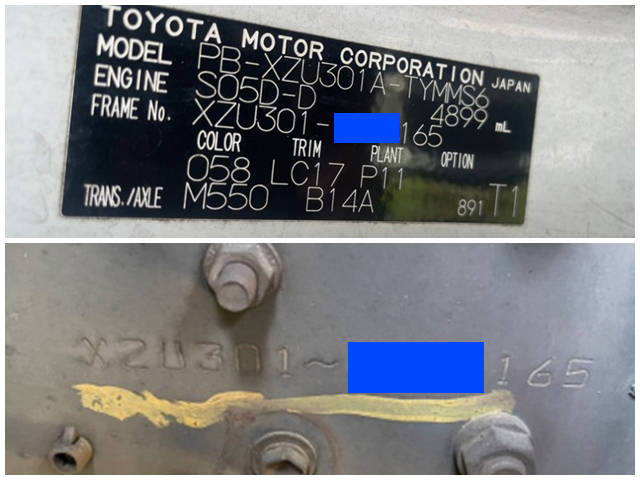 TOYOTA MOTOR CORPORATION JAPAN
MODEL PB-XZU301A-TYMMS6
ENGINE S05D-D 4899 mL
FRAME No. XZU301- 165
COLOR TRIM PLANT OPTION
058 LC17 P11
TRANS./AXLE M550 B14A 891 T1
XZU301~ 165